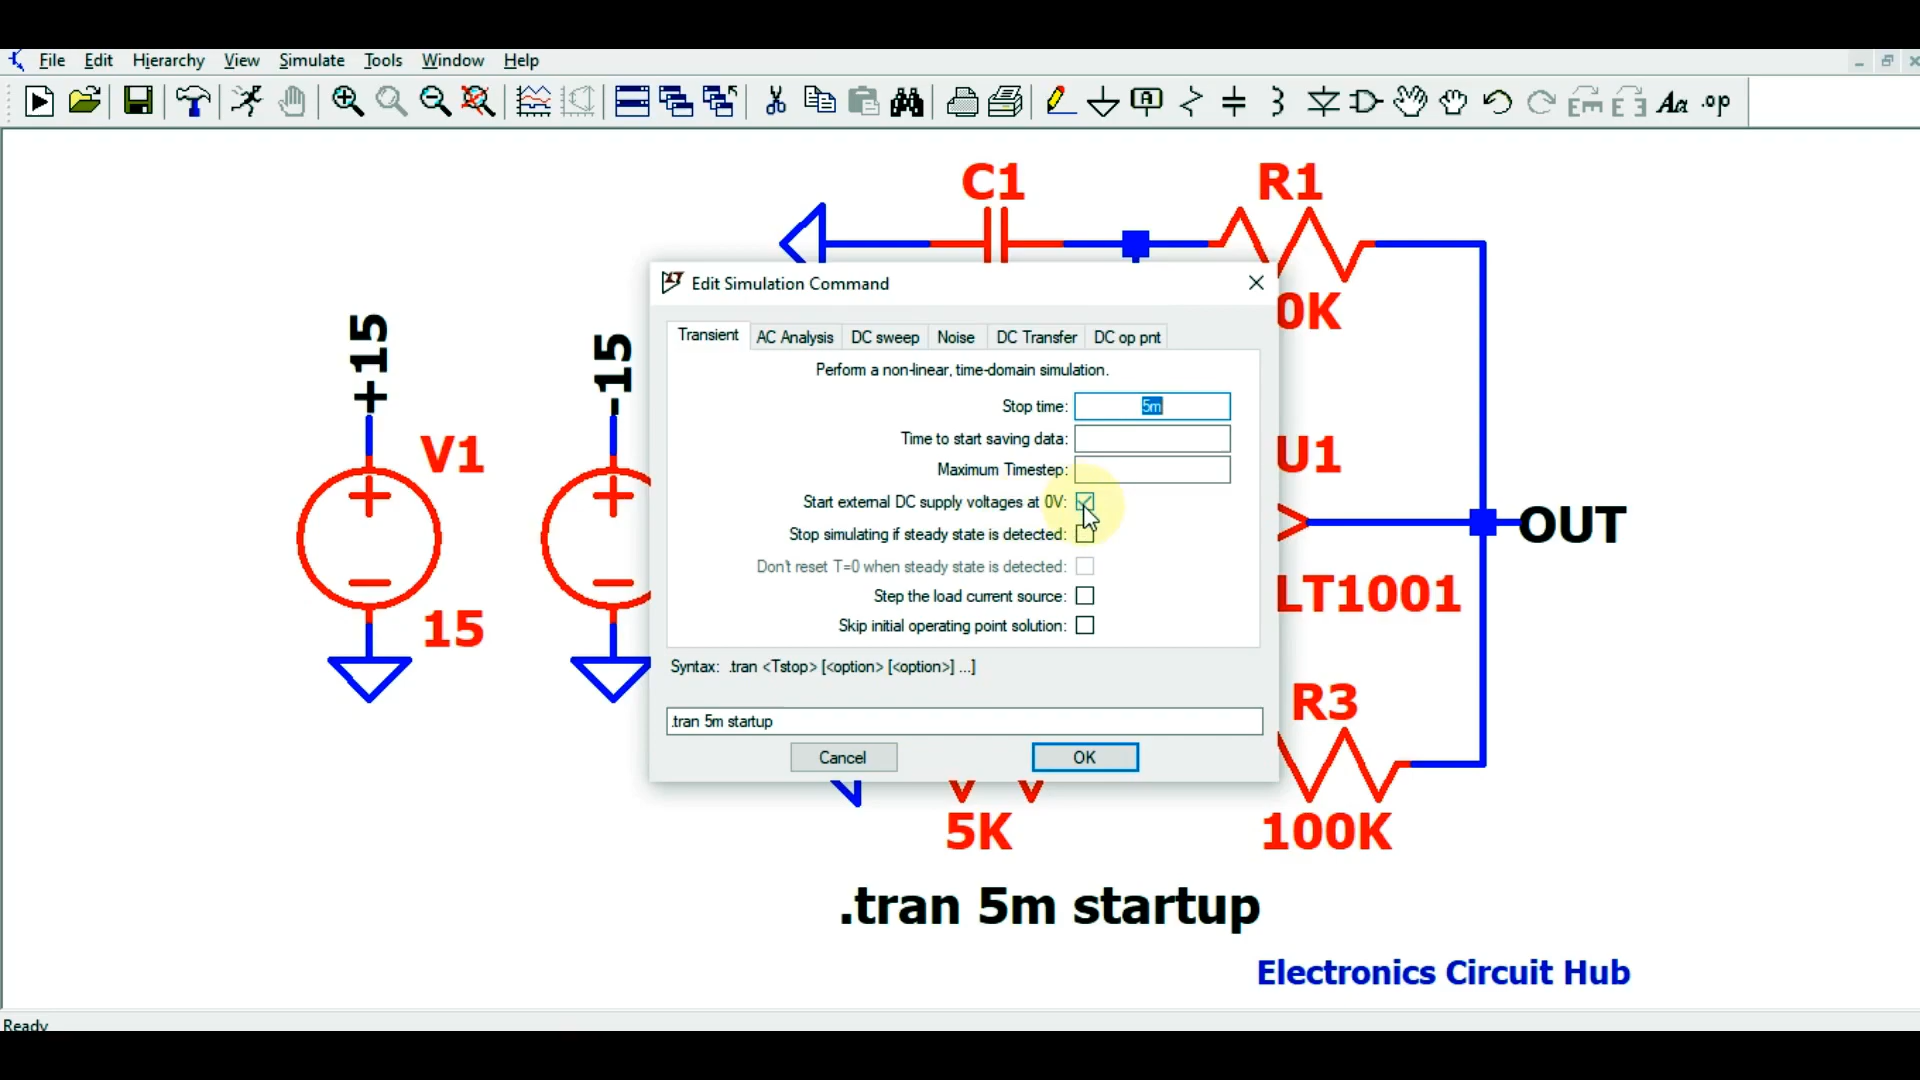 File Edit Hierarchy View Simulate Tools Window Help
A Aa .op
C1 R1
Edit Simulation Command
0K
+15
-15
Transient AC Analysis DC sweep Noise DC Transfer DC op pnt
Perform a non-linear, time-domain simulation.
Stop time: 5m
Time to start saving data:
V1
U1
Maximum Timestep:
Start external DC supply voltages at 0V:
OUT
Stop simulating if steady state is detected:
Don't reset T=0 when steady state is detected:
Step the load current source:
LT1001
Skip initial operating point solution:
15
Syntax: .tran <Tstop> [<option> [<option>] ...]
R3
.tran 5m startup
Cancel OK
5K 100K
.tran 5m startup
Electronics Circuit Hub
Ready